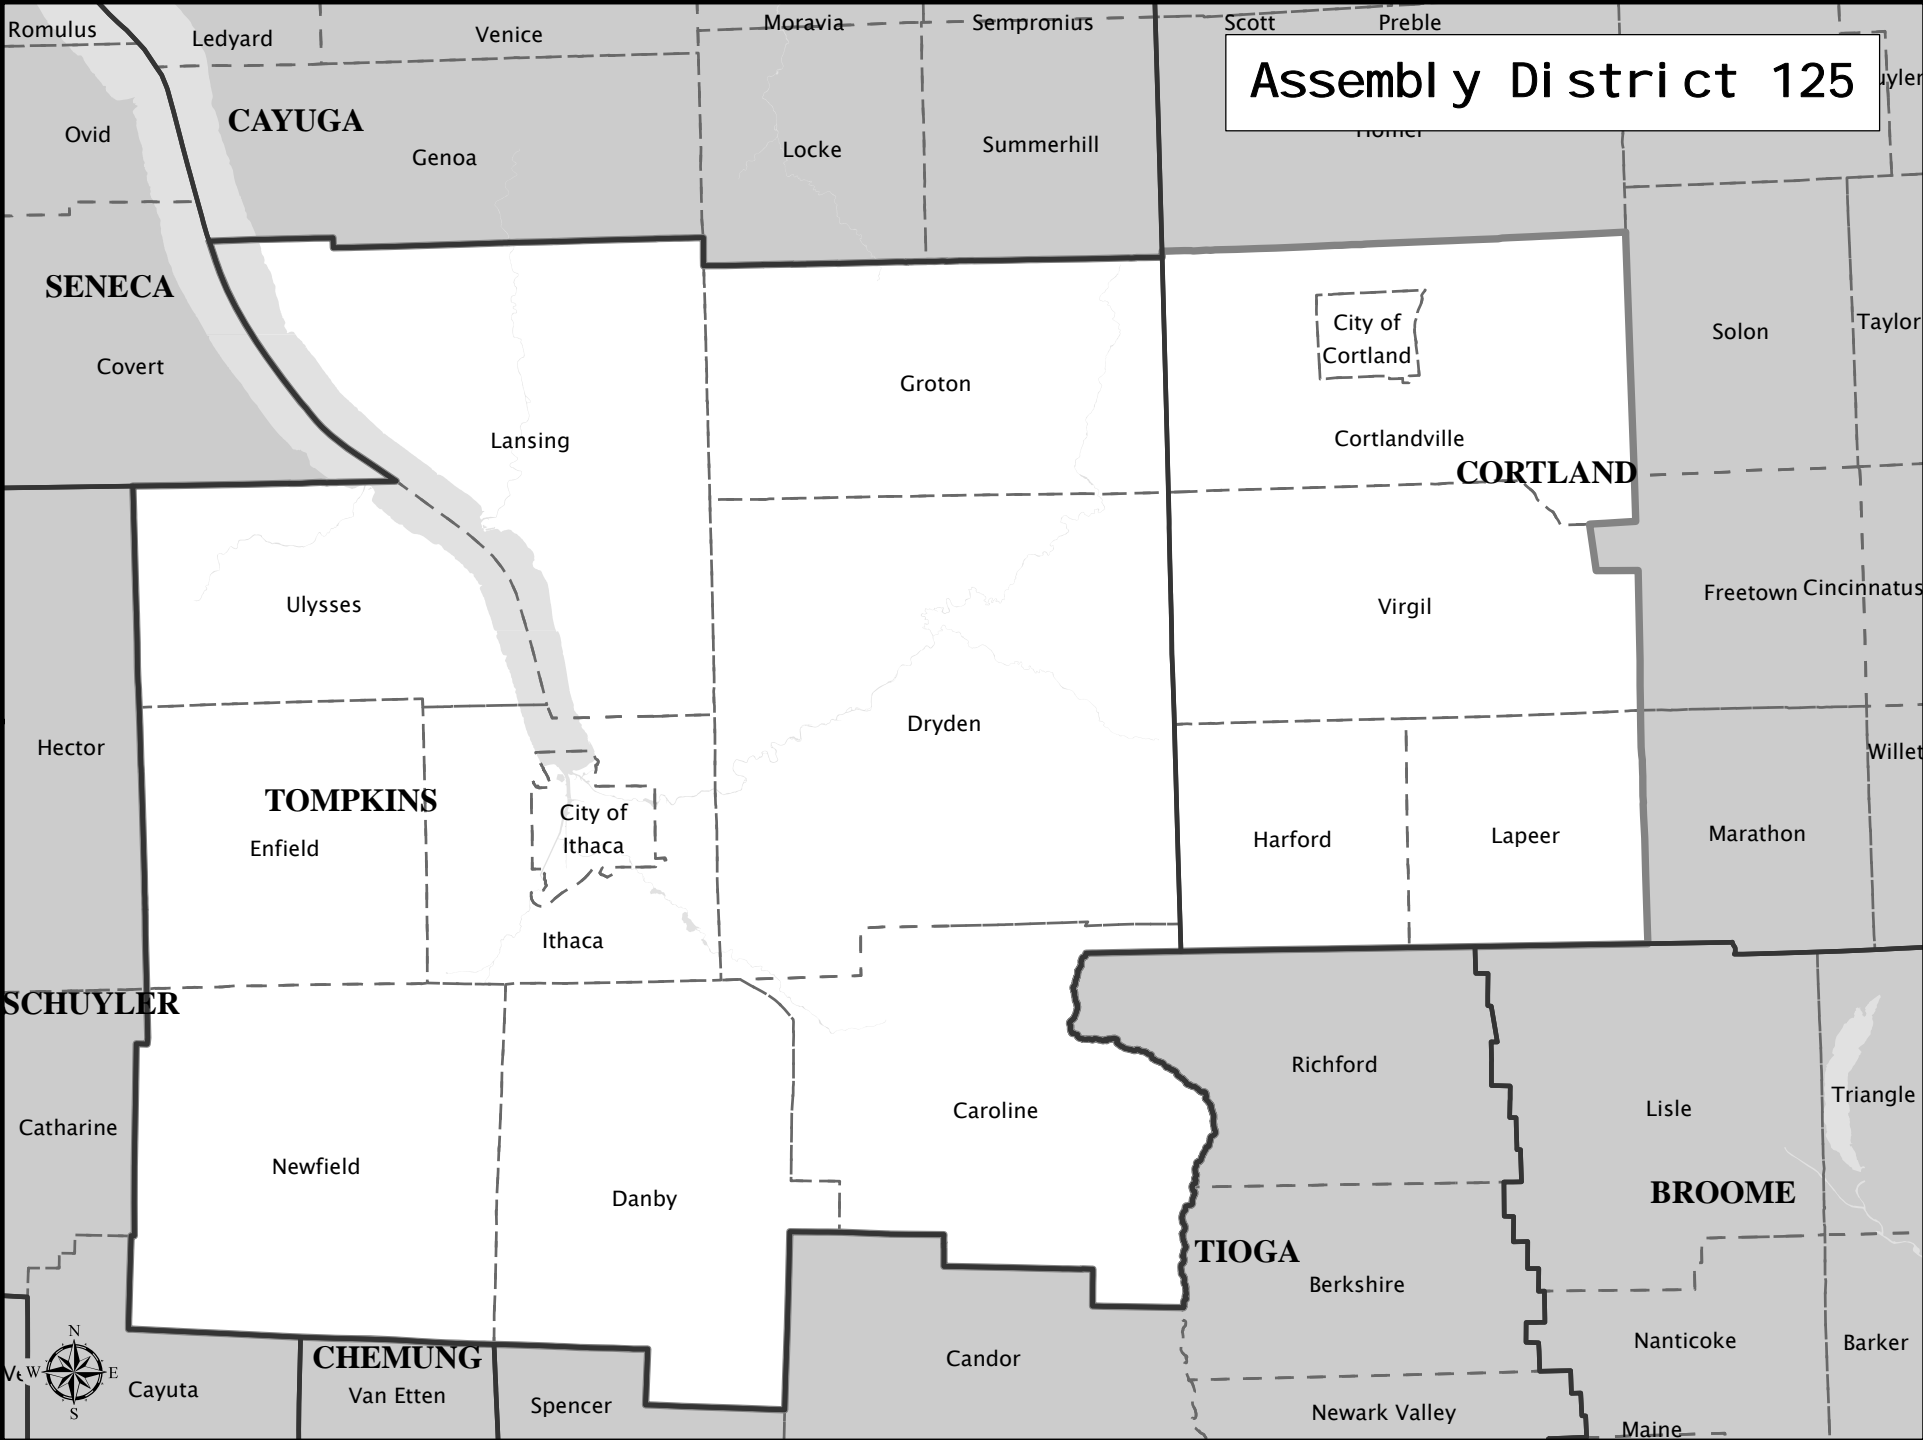 Romulus
Ledyard
Venice
Moravia
Sempronius
Scott
Preble
Assembly District 125
Ovid
CAYUGA
Genoa
Locke
Summerhill
SENECA
Covert
City of
Cortland
Solon
Taylor
Groton
Lansing
Cortlandville
CORTLAND
Ulysses
Virgil
Freetown
Cincinnatus
Hector
Dryden
Willet
TOMPKINS
Enfield
City of
Ithaca
Harford
Lapeer
Marathon
Ithaca
SCHUYLER
Richford
Caroline
Lisle
Triangle
Catharine
Newfield
Danby
BROOME
TIOGA
Berkshire
Nanticoke
Barker
N
W
E
S
Cayuta
CHEMUNG
Van Etten
Spencer
Candor
Newark Valley
Maine